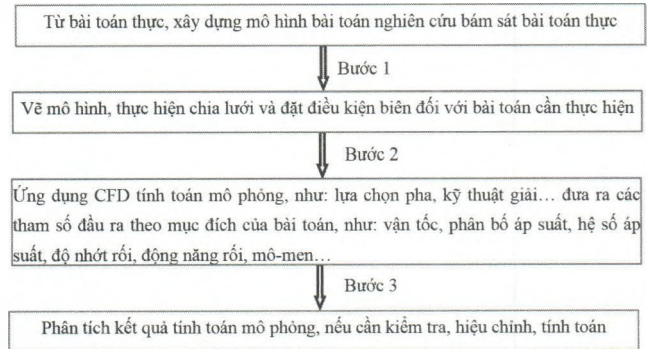 Từ bài toán thực, xây dựng mô hình bài toán nghiên cứu bám sát bài toán thực
Bước 1
Vẽ mô hình, thực hiện chia lưới và đặt điều kiện biên đối với bài toán cần thực hiện
Bước 2
Ứng dụng CFD tính toán mô phỏng, như: lựa chọn pha, kỹ thuật giải... đưa ra các
tham số đầu ra theo mục đích của bài toán, như: vận tốc, phân bố áp suất, hệ số áp
suất, độ nhớt rối, động năng rối, mô-men...
Bước 3
Phân tích kết quả tính toán mô phỏng, nếu cần kiểm tra, hiệu chỉnh, tính toán